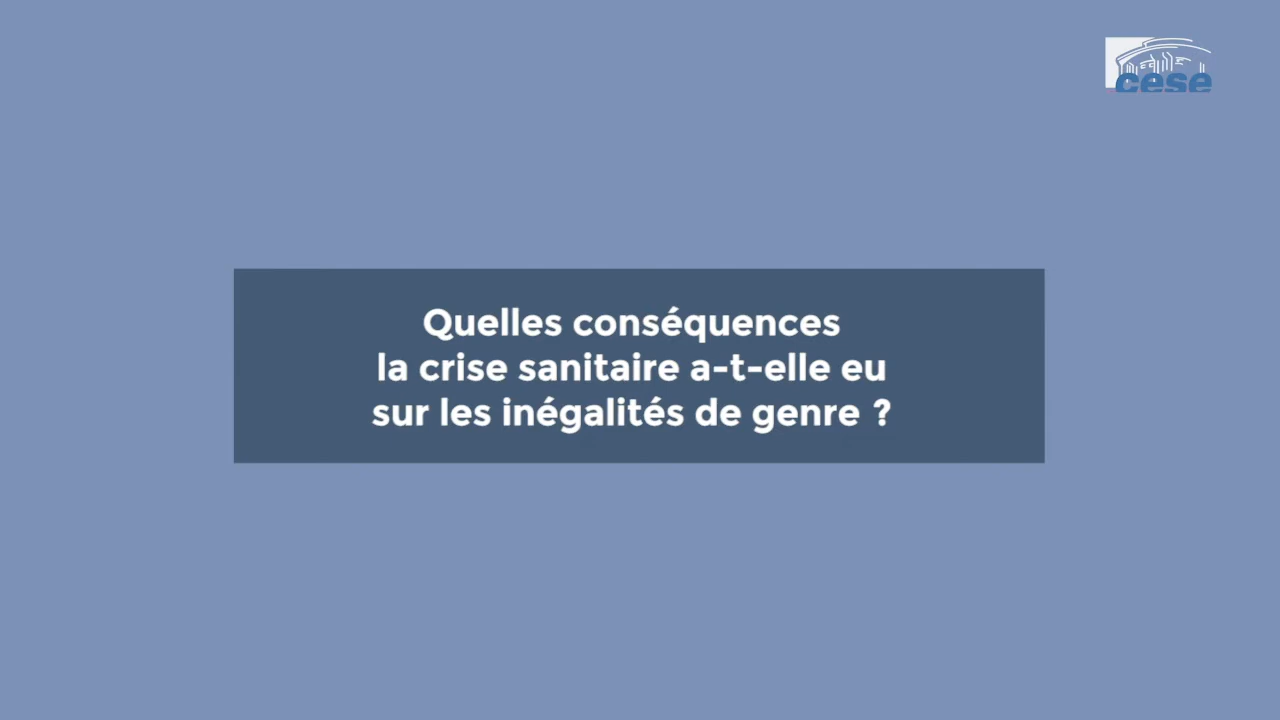 cese
Quelles conséquences
la crise sanitaire a-t-elle eu
sur les inégalités de genre ?